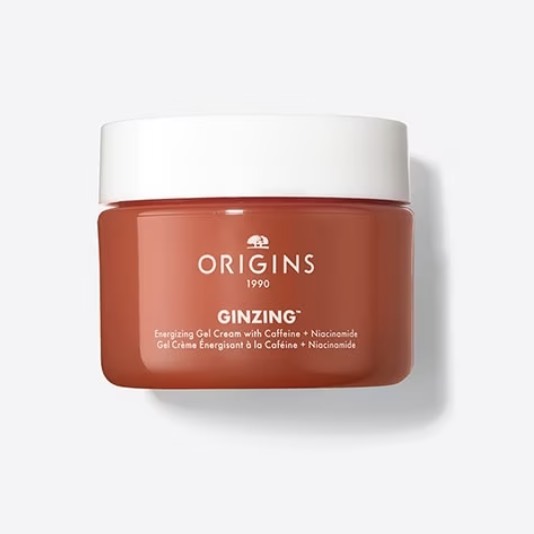 ORIGINS
1990
GINZING™
Energizing Gel Cream with Caffeine + Niacinamide
Gel Crème Énergisant à la Caféine + Niacinamide